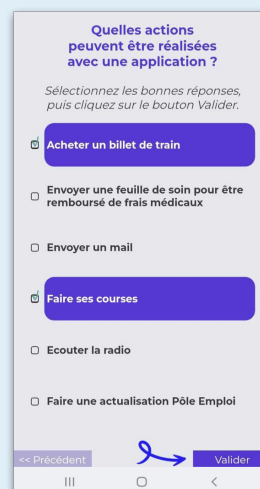 Quelles actions
peuvent être réalisées
avec une application ?
Sélectionnez les bonnes réponses,
puis cliquez sur le bouton Valider.
Acheter un billet de train
Envoyer une feuille de soin pour être
remboursé de frais médicaux
Envoyer un mail
Faire ses courses
Ecouter la radio
Faire une actualisation Pôle Emploi
<< Précédent
Valider